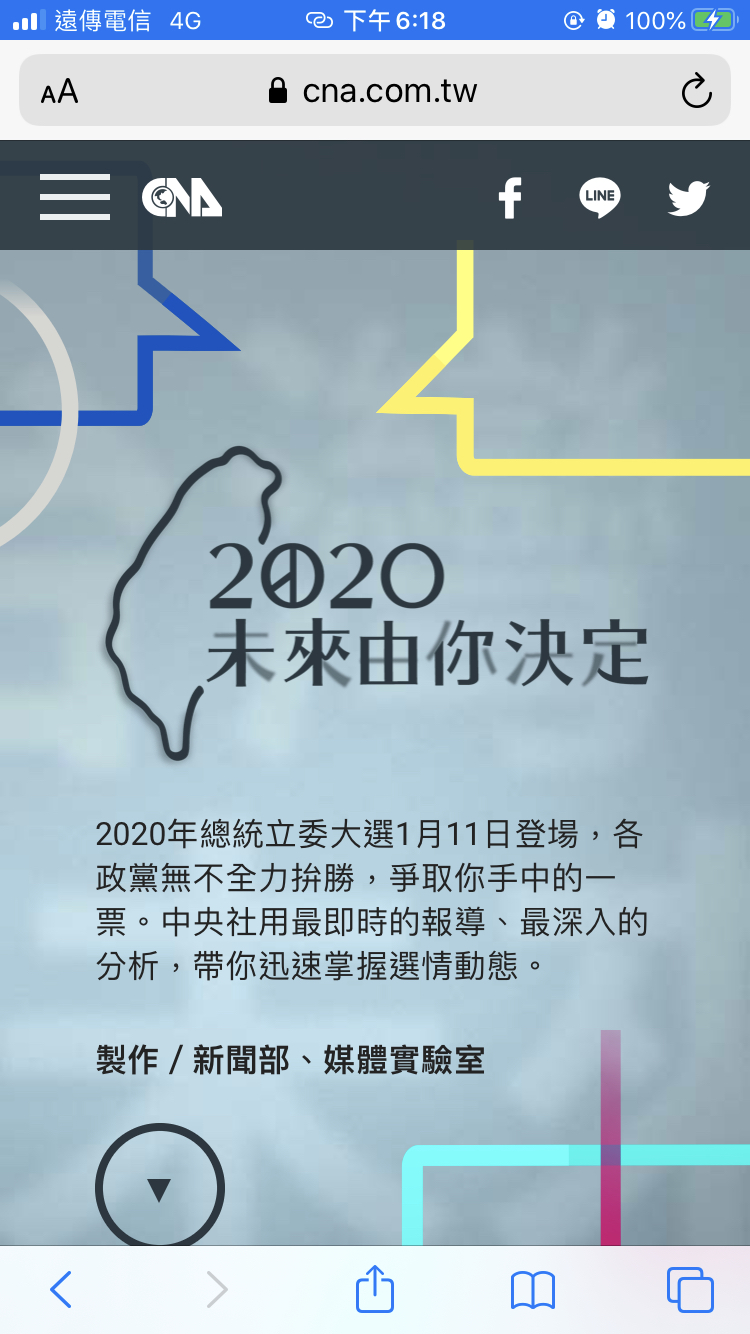 遠傳電信 4G 下午6:18 100%
AA cna.com.tw
CNA f LINE
2020
未來由你決定
2020年總統立委大選1月11日登場，各
政黨無不全力拚勝，爭取你手中的一
票。中央社用最即時的報導、最深入的
分析，帶你迅速掌握選情動態。
製作 / 新聞部、媒體實驗室